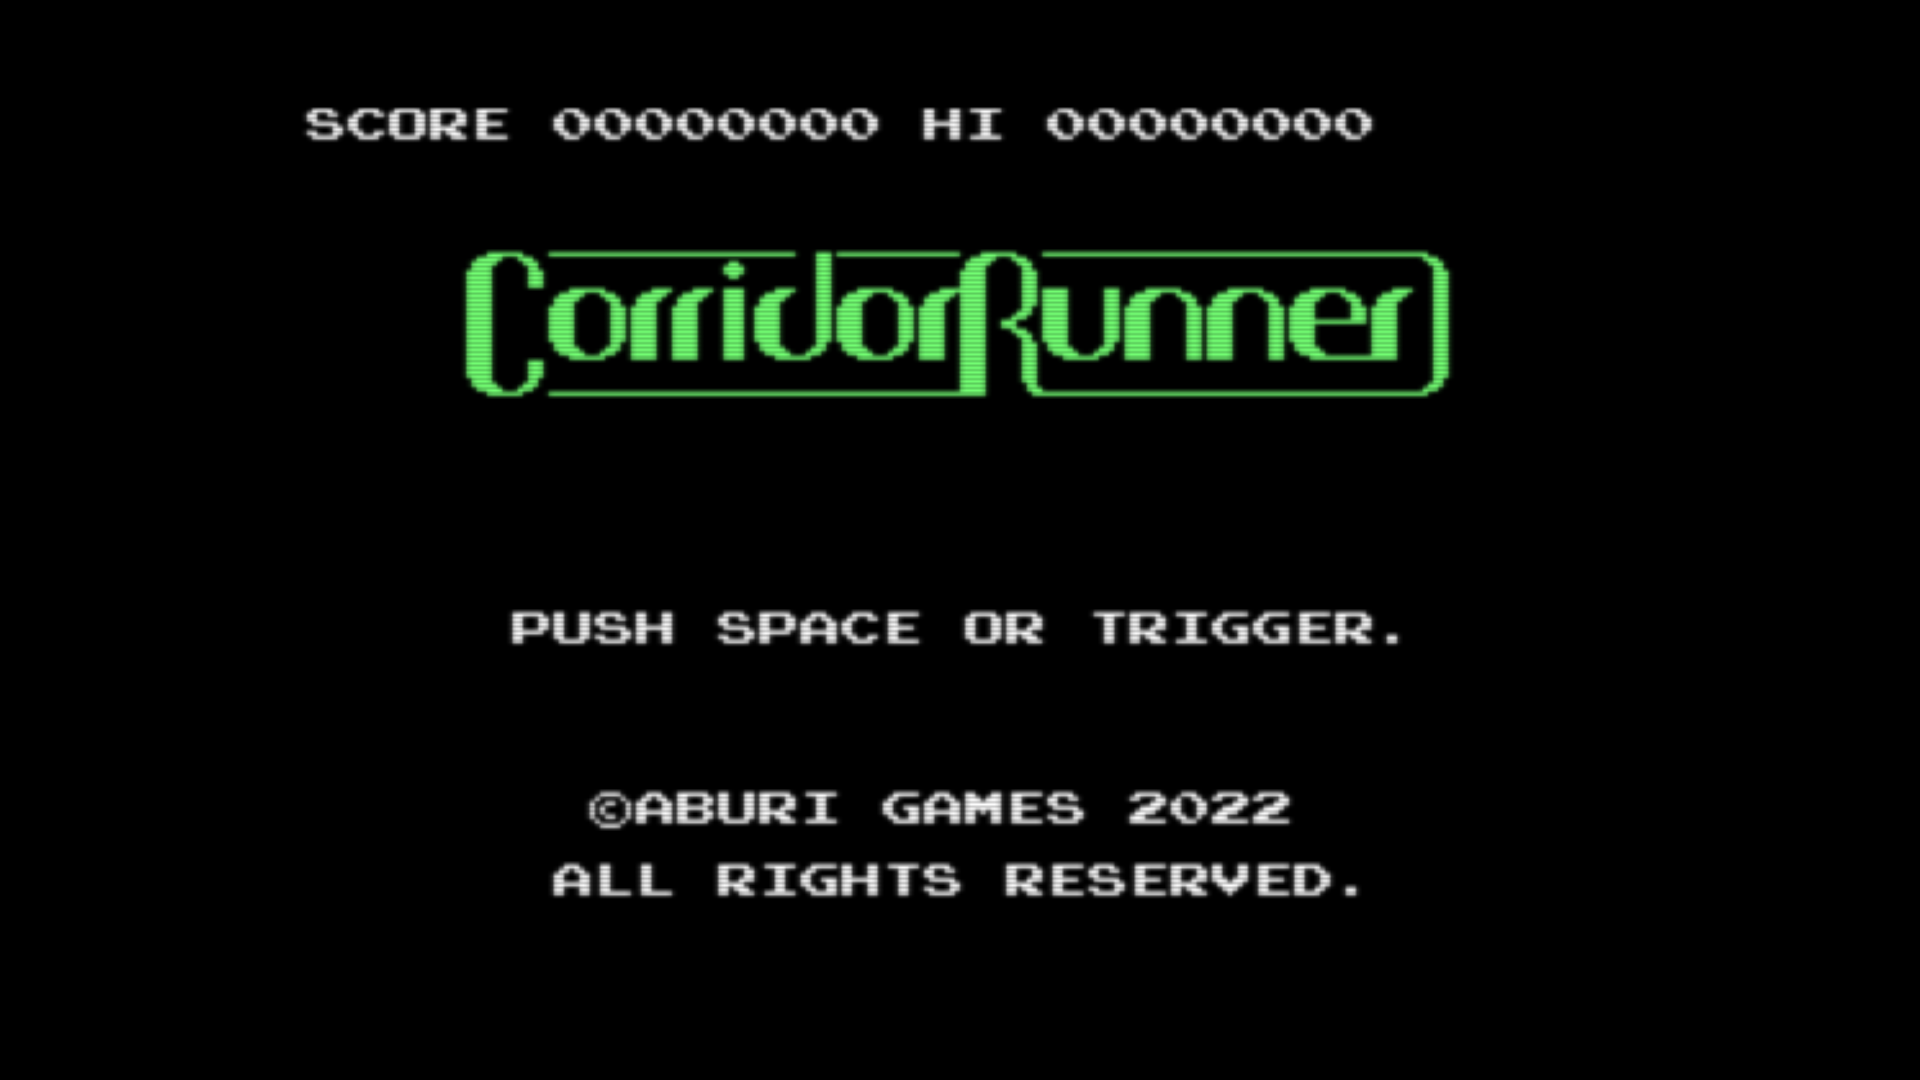 SCORE 00000000 HI 00000000
CorridorRunner
PUSH SPACE OR TRIGGER.
©ABURI GAMES 2022
ALL RIGHTS RESERVED.